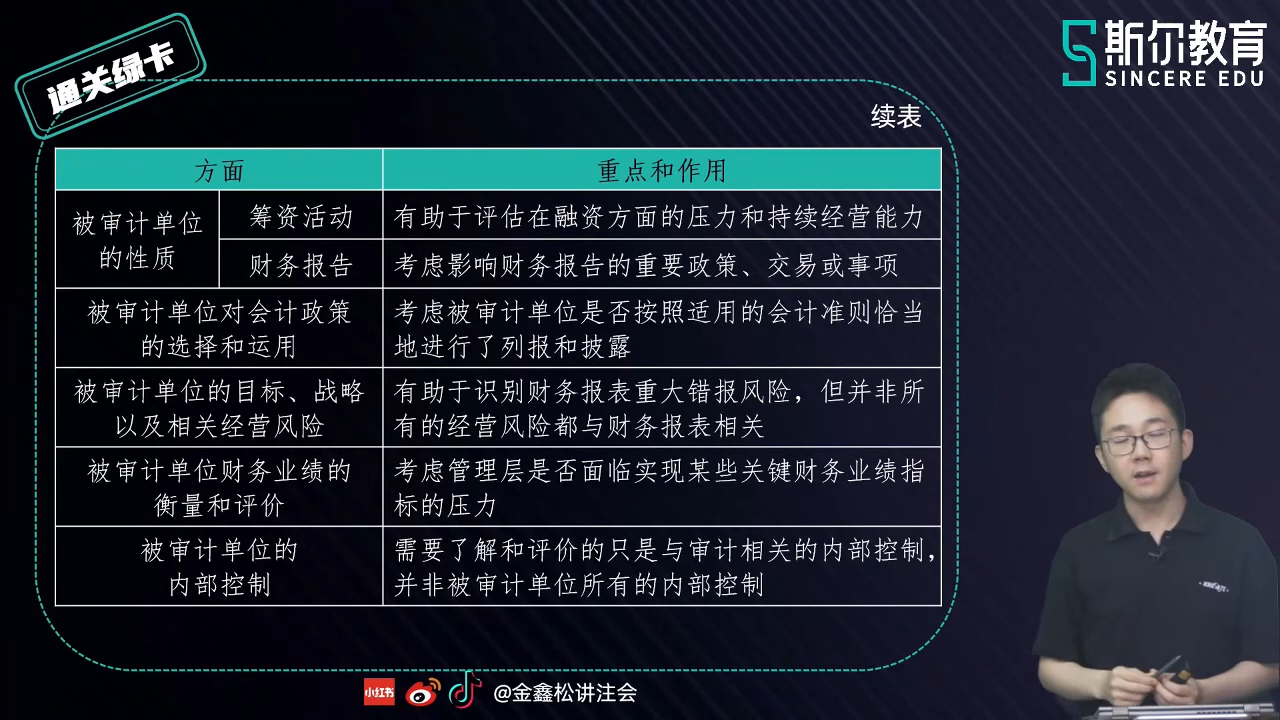 通关绿卡
斯尔教育
SINCERE EDU
续表
方面
重点和作用
被审计单位
的性质
筹资活动
有助于评估在融资方面的压力和持续经营能力
财务报告
考虑影响财务报告的重要政策、交易或事项
被审计单位对会计政策
的选择和运用
考虑被审计单位是否按照适用的会计准则恰当
地进行了列报和披露
被审计单位的目标、战略
以及相关经营风险
有助于识别财务报表重大错报风险，但并非所
有的经营风险都与财务报表相关
被审计单位财务业绩的
衡量和评价
考虑管理层是否面临实现某些关键财务业绩指
标的压力
被审计单位的
内部控制
需要了解和评价的只是与审计相关的内部控制，
并非被审计单位所有的内部控制
小红书
@金鑫松讲注会